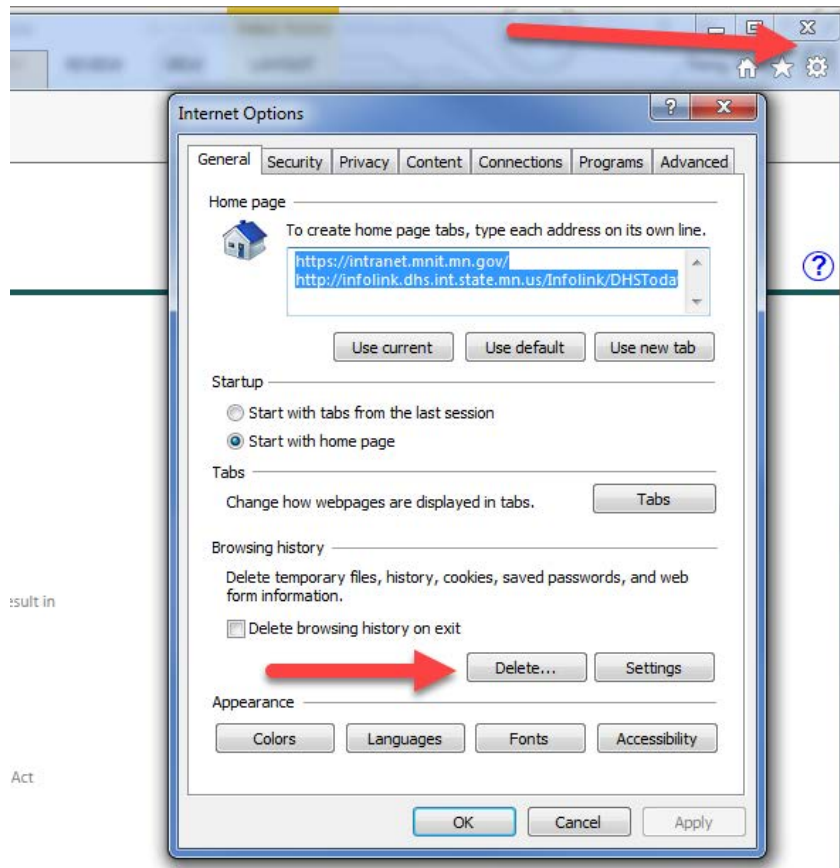 Internet Options
General Security Privacy Content Connections Programs Advanced
Home page
To create home page tabs, type each address on its own line.
https://intranet.mnit.mn.gov/
http://infolink.dhs.int.state.mn.us/Infolink/DHSToda
Use current Use default Use new tab
Startup
Start with tabs from the last session
Start with home page
Tabs
Change how webpages are displayed in tabs. Tabs
Browsing history
Delete temporary files, history, cookies, saved passwords, and web
form information.
esult in
Delete browsing history on exit
Delete... Settings
Appearance
Colors Languages Fonts Accessibility
Act
OK Cancel Apply